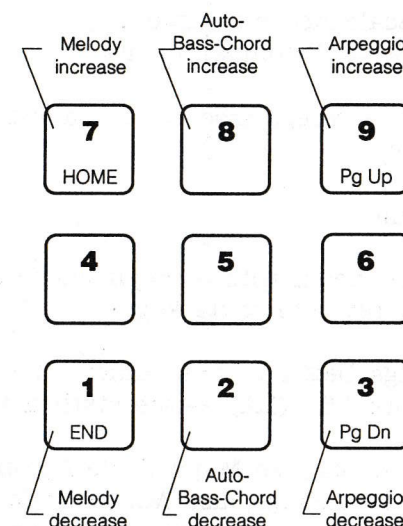 Auto-
Melody Bass-Chord Arpeggio
increase increase increase
7 8 9
HOME Pg Up
4 5 6
1 2 3
END Pg Dn
Auto-
Melody Bass-Chord Arpeggio
decrease decrease decrease